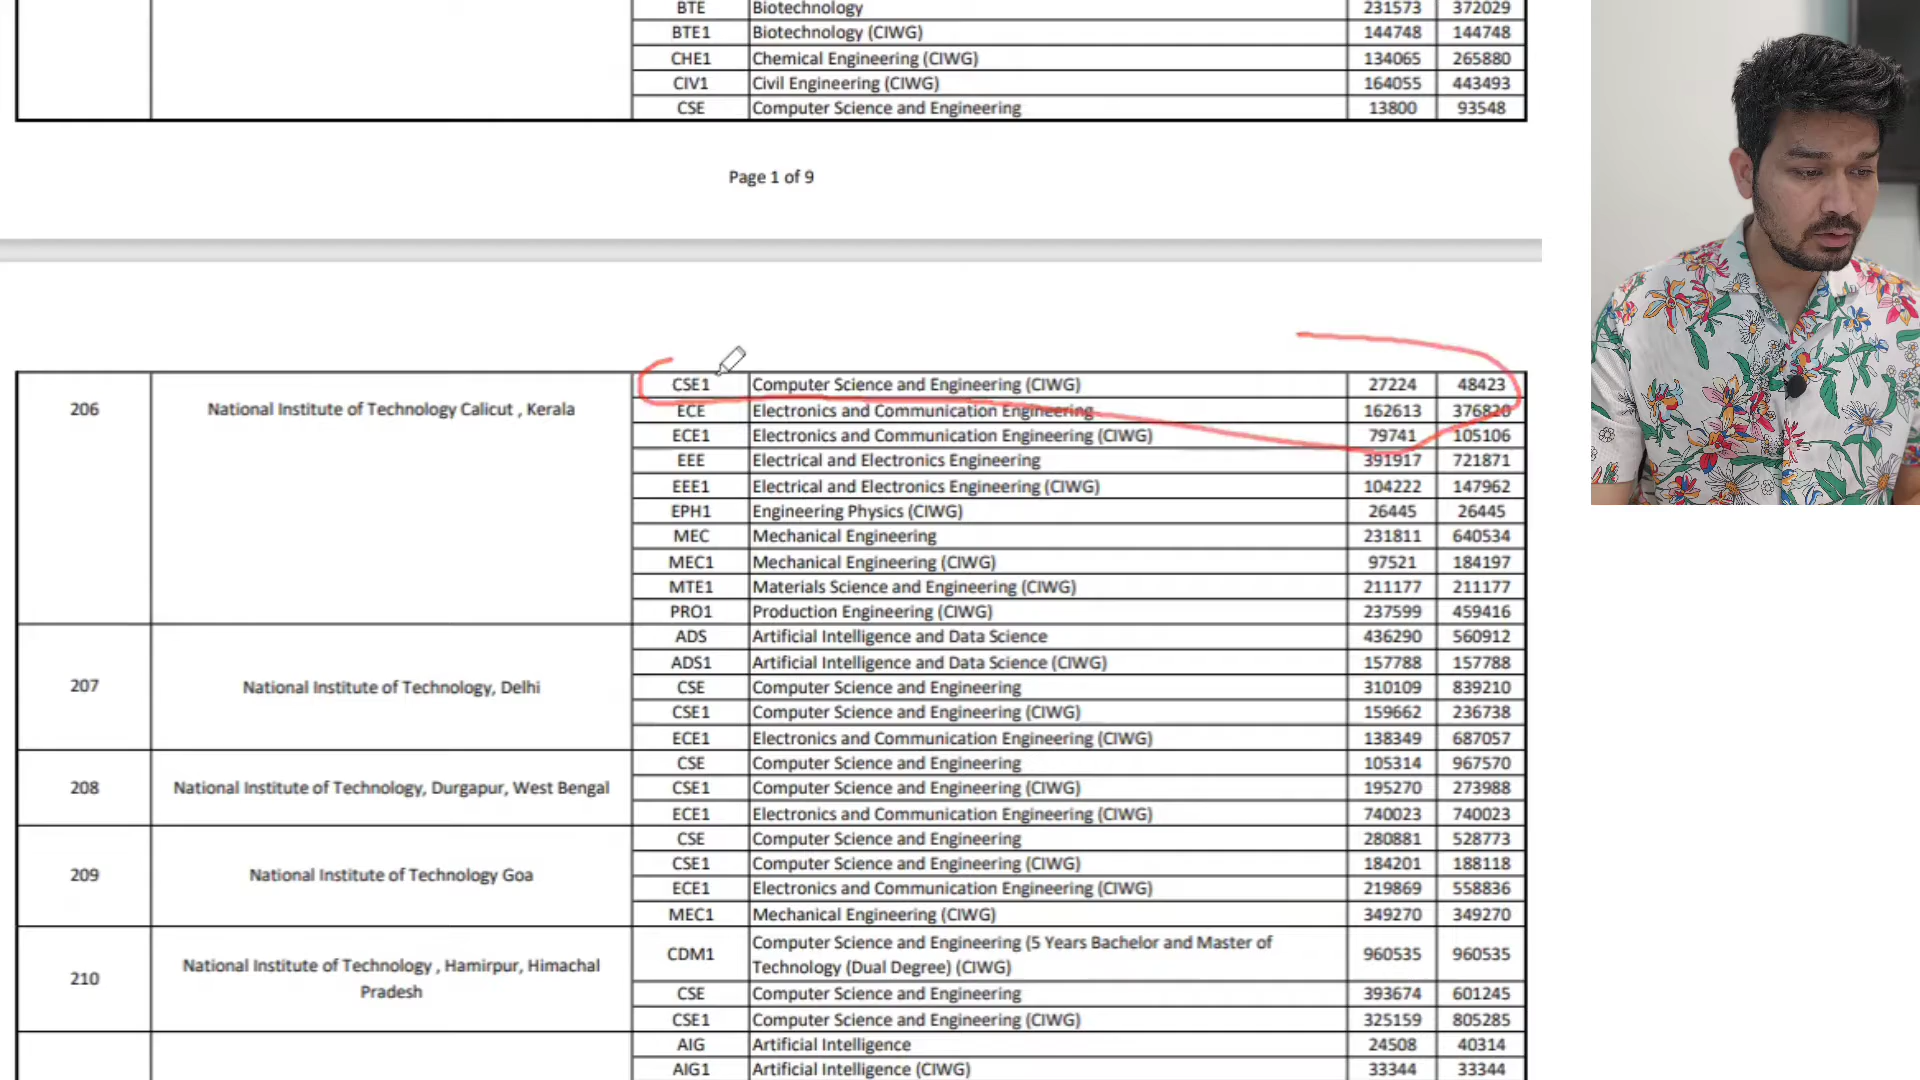 BTE Biotechnology 231573 372029
BTE1 Biotechnology (CIWG) 144748 144748
CHE1 Chemical Engineering (CIWG) 134065 265880
CIV1 Civil Engineering (CIWG) 164055 443493
CSE Computer Science and Engineering 13800 93548
Page 1 of 9
206 National Institute of Technology Calicut , Kerala
CSE1 Computer Science and Engineering (CIWG) 27224 48423
ECE Electronics and Communication Engineering 162613 376820
ECE1 Electronics and Communication Engineering (CIWG) 79741 105106
EEE Electrical and Electronics Engineering 391917 721871
EEE1 Electrical and Electronics Engineering (CIWG) 104222 147962
EPH1 Engineering Physics (CIWG) 26445 26445
MEC Mechanical Engineering 231811 640534
MEC1 Mechanical Engineering (CIWG) 97521 184197
MTE1 Materials Science and Engineering (CIWG) 211177 211177
PRO1 Production Engineering (CIWG) 237599 459416
207 National Institute of Technology, Delhi
ADS Artificial Intelligence and Data Science 436290 560912
ADS1 Artificial Intelligence and Data Science (CIWG) 157788 157788
CSE Computer Science and Engineering 310109 839210
CSE1 Computer Science and Engineering (CIWG) 159662 236738
ECE1 Electronics and Communication Engineering (CIWG) 138349 687057
208 National Institute of Technology, Durgapur, West Bengal
CSE Computer Science and Engineering 105314 967570
CSE1 Computer Science and Engineering (CIWG) 195270 273988
ECE1 Electronics and Communication Engineering (CIWG) 740023 740023
209 National Institute of Technology Goa
CSE Computer Science and Engineering 280881 528773
CSE1 Computer Science and Engineering (CIWG) 184201 188118
ECE1 Electronics and Communication Engineering (CIWG) 219869 558836
MEC1 Mechanical Engineering (CIWG) 349270 349270
210 National Institute of Technology , Hamirpur, Himachal
Pradesh
CDM1 Computer Science and Engineering (5 Years Bachelor and Master of
Technology (Dual Degree) (CIWG) 960535 960535
CSE Computer Science and Engineering 393674 601245
CSE1 Computer Science and Engineering (CIWG) 325159 805285
AIG Artificial Intelligence 24508 40314
AIG1 Artificial Intelligence (CIWG) 33344 33344